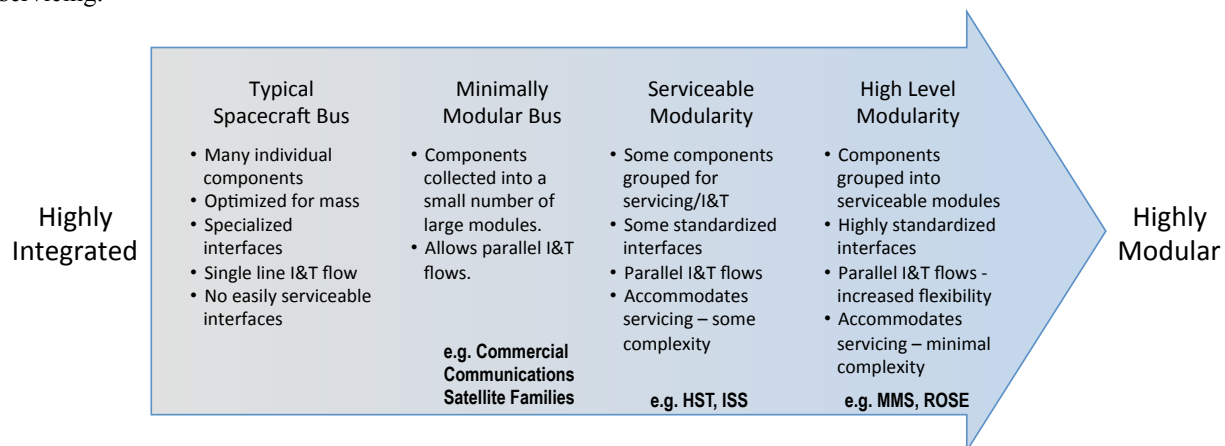 servicing.
Highly
Integrated
Typical
Spacecraft Bus
• Many individual
components
• Optimized for mass
• Specialized
interfaces
• Single line I&T flow
• No easily serviceable
interfaces
Minimally
Modular Bus
• Components
collected into a
small number of
large modules.
• Allows parallel I&T
flows.
e.g. Commercial
Communications
Satellite Families
Serviceable
Modularity
• Some components
grouped for
servicing/I&T
• Some standardized
interfaces
• Parallel I&T flows
• Accommodates
servicing – some
complexity
e.g. HST, ISS
High Level
Modularity
• Components
grouped into
serviceable modules
• Highly standardized
interfaces
• Parallel I&T flows -
increased flexibility
• Accommodates
servicing – minimal
complexity
e.g. MMS, ROSE
Highly
Modular